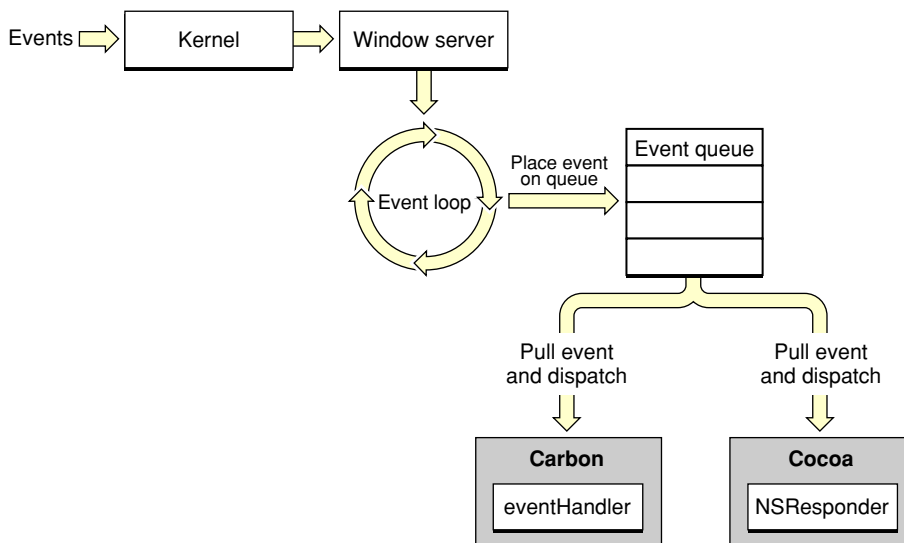 Events
Kernel
Window server
Event loop
Place event
on queue
Event queue
Pull event
and dispatch
Pull event
and dispatch
Carbon
eventHandler
Cocoa
NSResponder